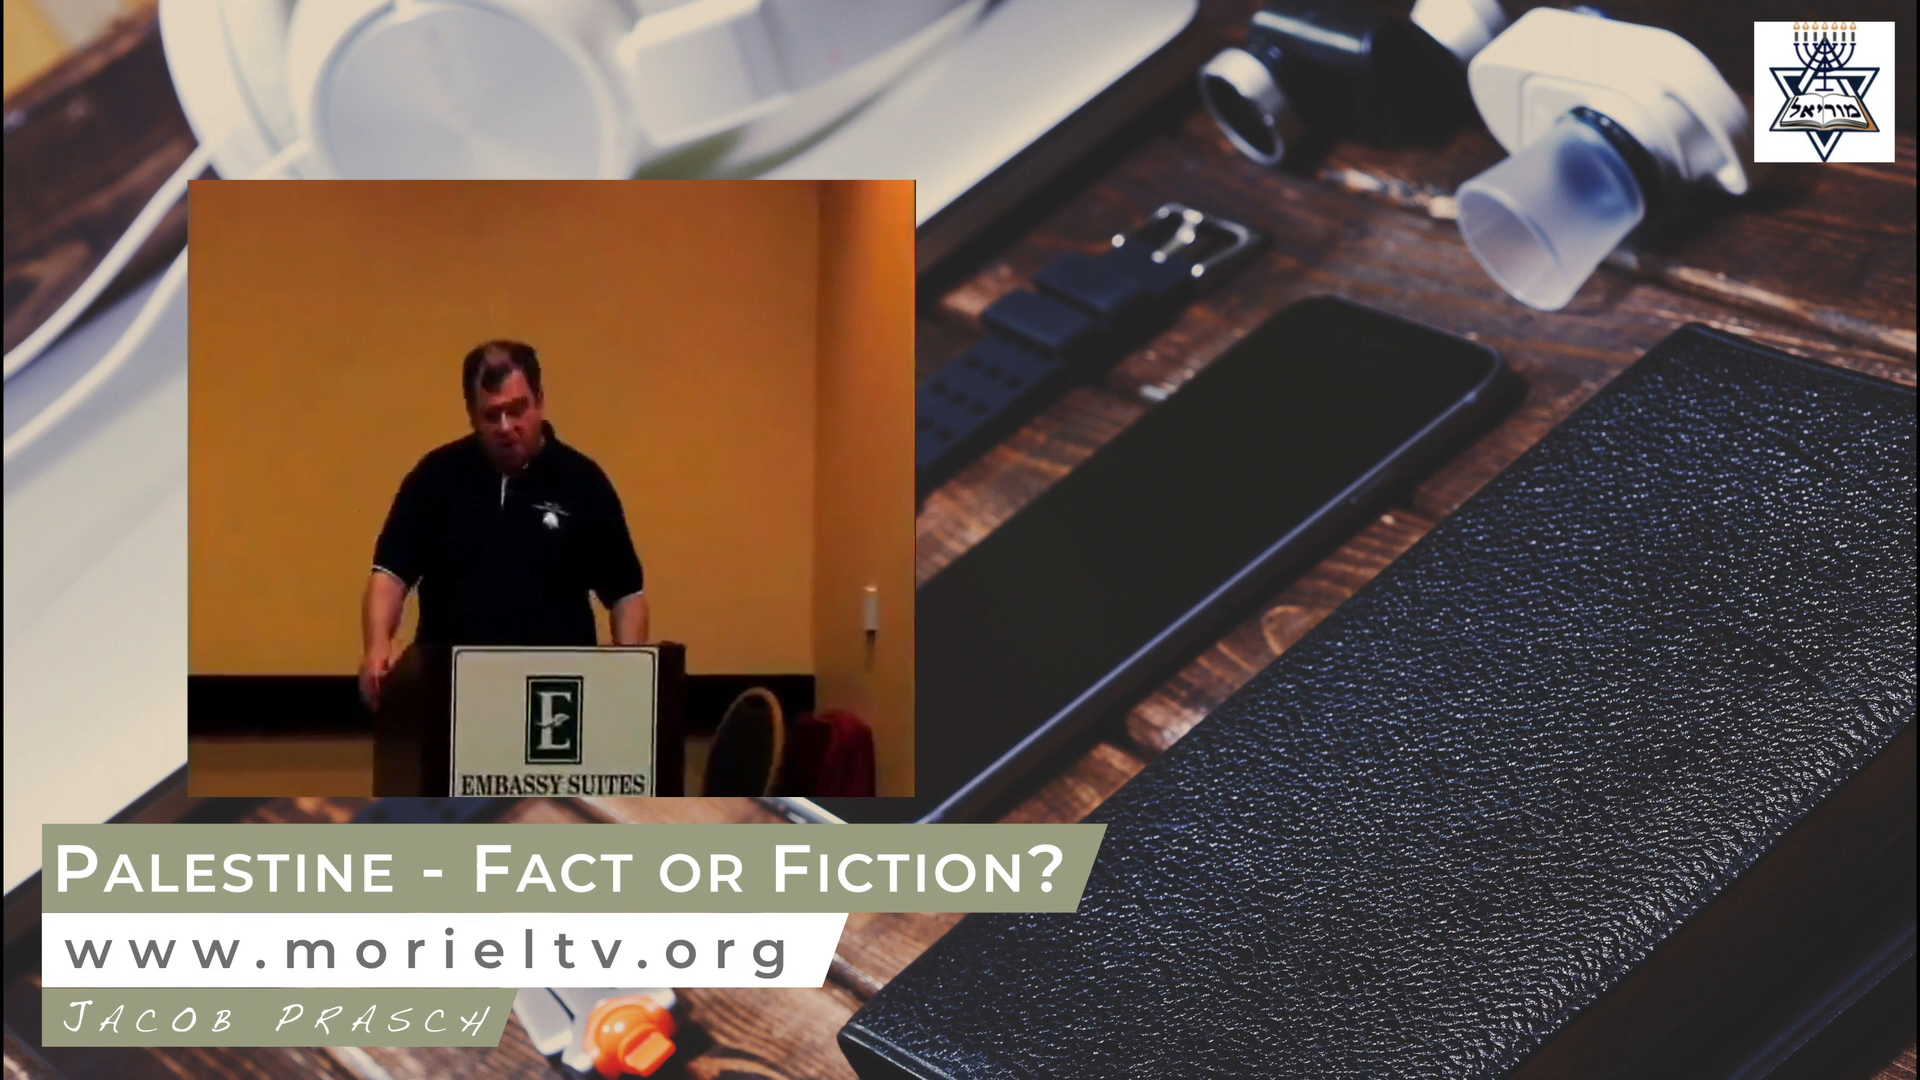 מוריאל
E
EMBASSY SUITES
PALESTINE - FACT OR FICTION?
www.morieltv.org
JACOB PRASCH